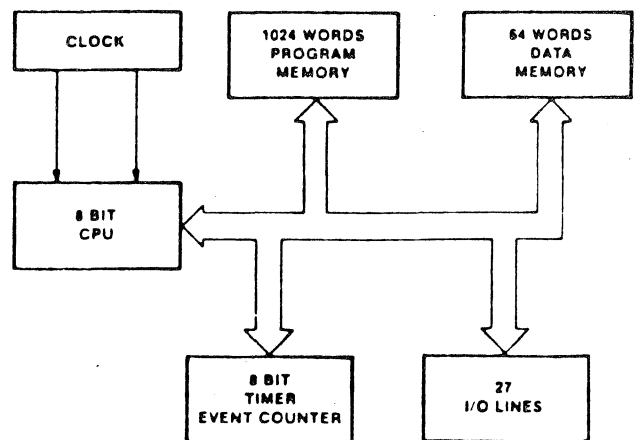 CLOCK
1024 WORDS
PROGRAM
MEMORY
64 WORDS
DATA
MEMORY
8 BIT
CPU
8 BIT
TIMER
EVENT COUNTER
27
I/O LINES